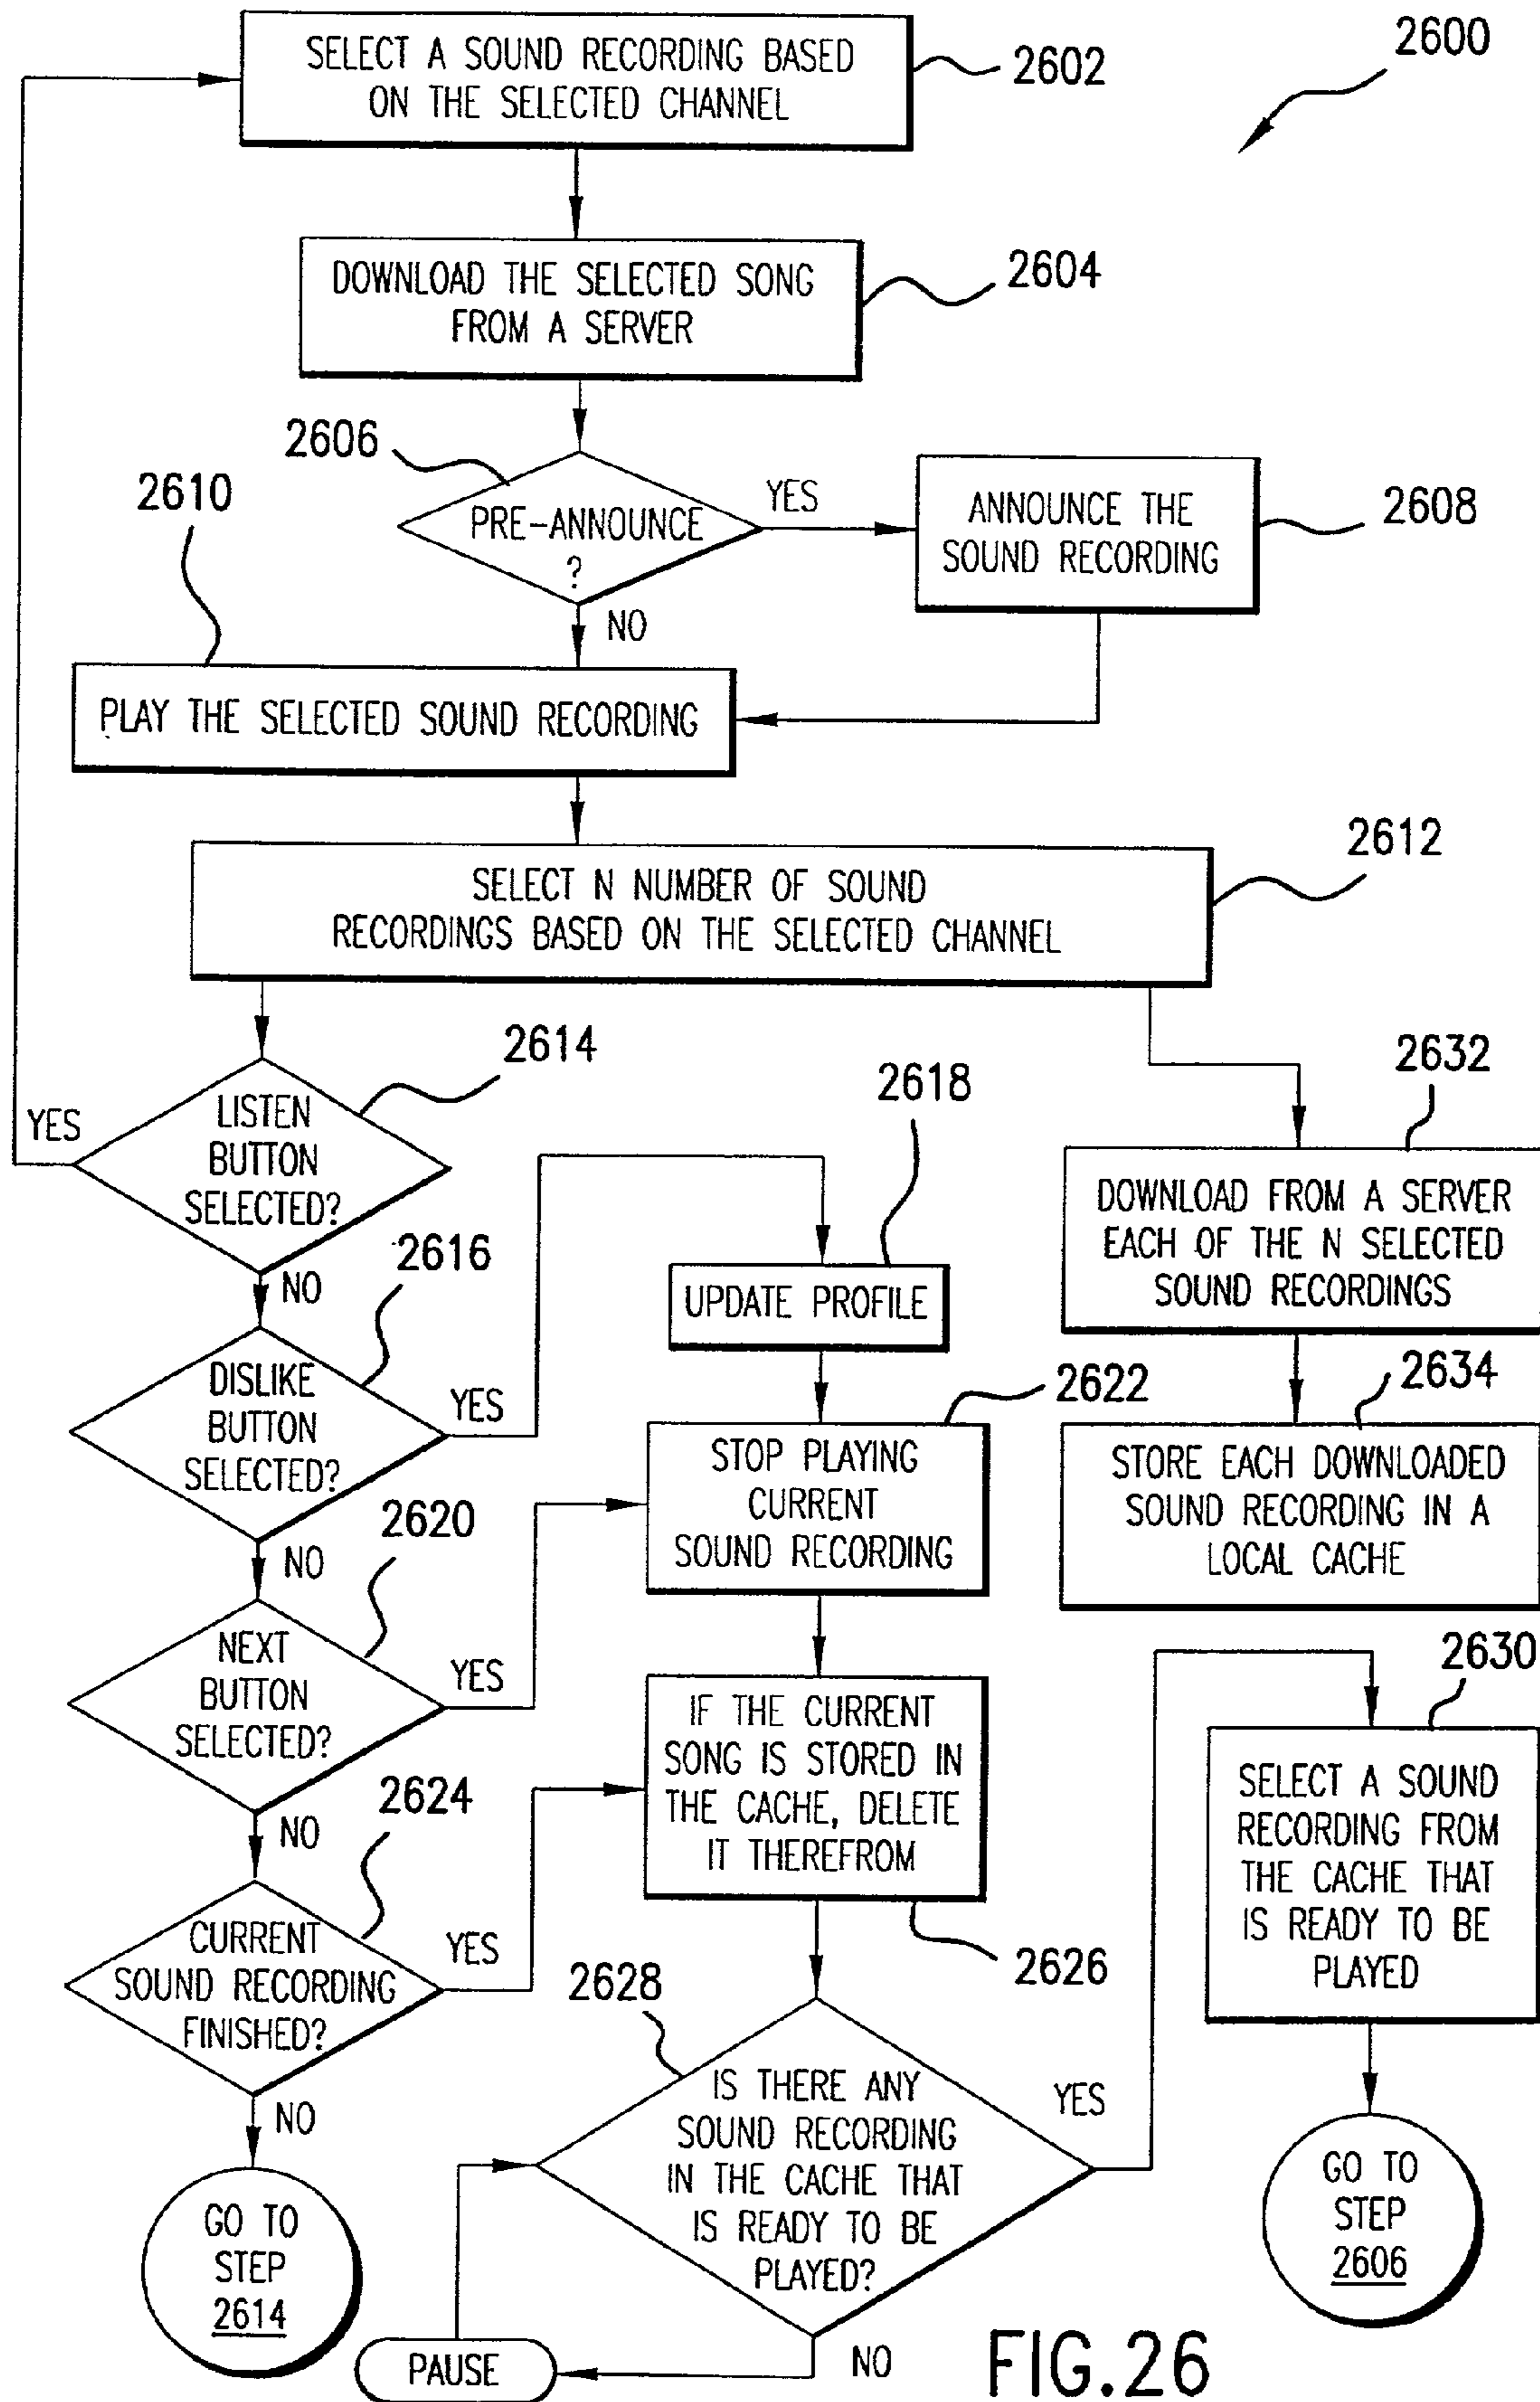 2600
SELECT A SOUND RECORDING BASED
ON THE SELECTED CHANNEL
2602
DOWNLOAD THE SELECTED SONG
FROM A SERVER
2604
2606
PRE-ANNOUNCE
?
YES
NO
ANNOUNCE THE
SOUND RECORDING
2608
2610
PLAY THE SELECTED SOUND RECORDING
2612
SELECT N NUMBER OF SOUND
RECORDINGS BASED ON THE SELECTED CHANNEL
2614
LISTEN
BUTTON
SELECTED?
YES
NO
2616
DISLIKE
BUTTON
SELECTED?
YES
NO
2618
UPDATE PROFILE
2620
NEXT
BUTTON
SELECTED?
YES
NO
2622
STOP PLAYING
CURRENT
SOUND RECORDING
2624
CURRENT
SOUND RECORDING
FINISHED?
YES
NO
GO TO
STEP
2614
IF THE CURRENT
SONG IS STORED IN
THE CACHE, DELETE
IT THEREFROM
2626
2628
IS THERE ANY
SOUND RECORDING
IN THE CACHE THAT
IS READY TO BE
PLAYED?
YES
NO
PAUSE
2632
DOWNLOAD FROM A SERVER
EACH OF THE N SELECTED
SOUND RECORDINGS
2634
STORE EACH DOWNLOADED
SOUND RECORDING IN A
LOCAL CACHE
2630
SELECT A SOUND
RECORDING FROM
THE CACHE THAT
IS READY TO BE
PLAYED
GO TO
STEP
2606
FIG.26